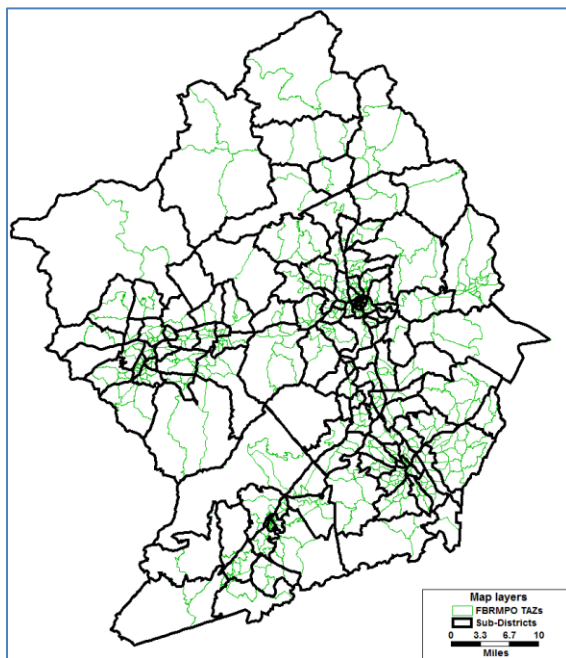 Map layers
FBRMPO TAZs
Sub-Districts
0 3.3 6.7 10
Miles